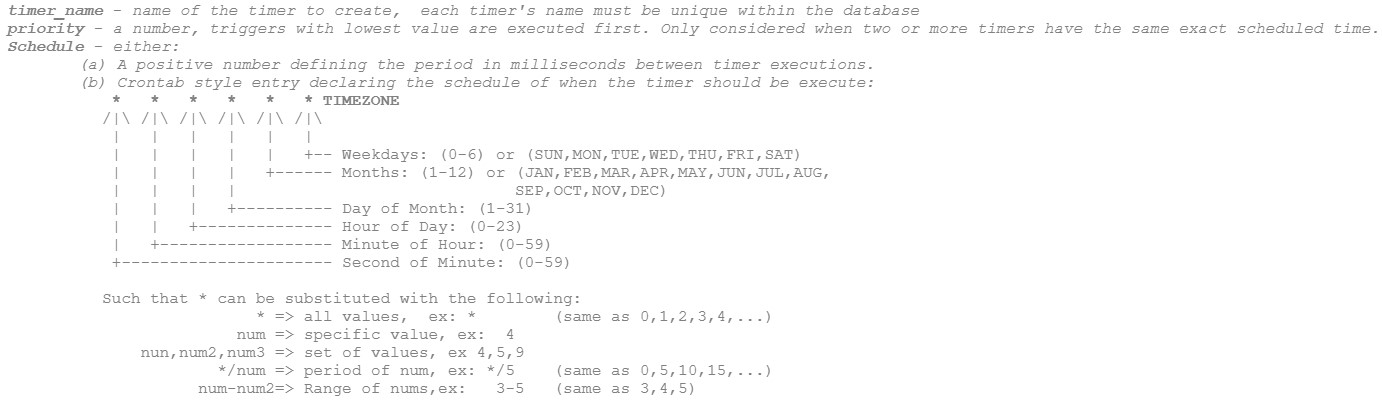 timer_name - name of the timer to create,  each timer's name must be unique within the database
priority - a number, triggers with lowest value are executed first. Only considered when two or more timers have the same exact scheduled time.
Schedule - either:
        (a) A positive number defining the period in milliseconds between timer executions.
        (b) Crontab style entry declaring the schedule of when the timer should be execute:
           *   *   *   *   *   * TIMEZONE
          /|\ /|\ /|\ /|\ /|\ /|\
           |   |   |   |   |   |
           |   |   |   |   |   +-- Weekdays: (0-6) or (SUN,MON,TUE,WED,THU,FRI,SAT)
           |   |   |   |   +------ Months: (1-12) or (JAN,FEB,MAR,APR,MAY,JUN,JUL,AUG,
           |   |   |   |                             SEP,OCT,NOV,DEC)
           |   |   |   +---------- Day of Month: (1-31)
           |   |   +-------------- Hour of Day: (0-23)
           |   +------------------ Minute of Hour: (0-59)
           +---------------------- Second of Minute: (0-59)

          Such that * can be substituted with the following:
                          * => all values,  ex: *        (same as 0,1,2,3,4,...)
                        num => specific value, ex:  4
              nun,num2,num3 => set of values, ex 4,5,9
                      */num => period of num, ex: */5    (same as 0,5,10,15,...)
                    num-num2=> Range of nums,ex:   3-5   (same as 3,4,5)